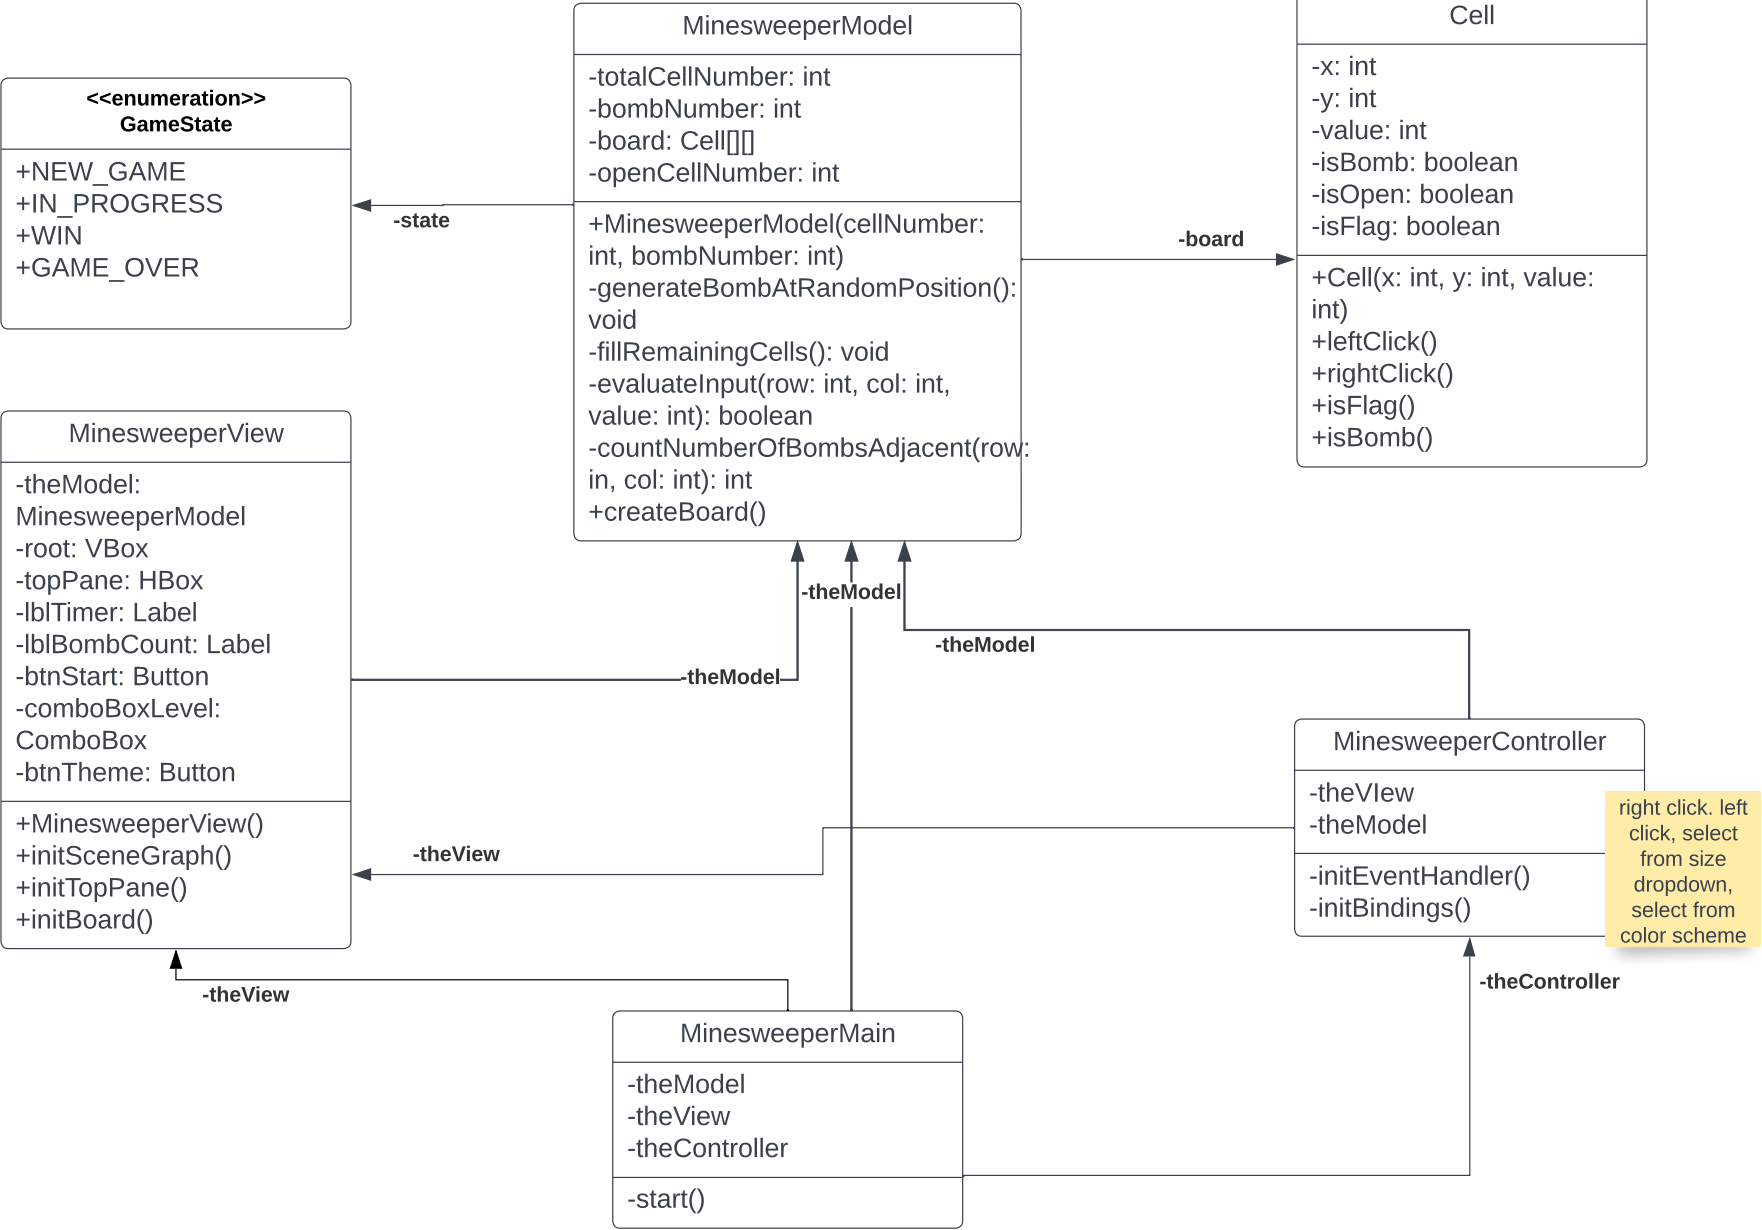 MinesweeperModel
-totalCellNumber: int
-bombNumber: int
-board: Cell[][]
-openCellNumber: int
+MinesweeperModel(cellNumber:
int, bombNumber: int)
-generateBombAtRandomPosition():
void
-fillRemainingCells(): void
-evaluateInput(row: int, col: int,
value: int): boolean
-countNumberOfBombsAdjacent(row:
in, col: int): int
+createBoard()
Cell
-x: int
-y: int
-value: int
-isBomb: boolean
-isOpen: boolean
-isFlag: boolean
+Cell(x: int, y: int, value:
int)
+leftClick()
+rightClick()
+isFlag()
+isBomb()
<<enumeration>>
GameState
+NEW_GAME
+IN_PROGRESS
+WIN
+GAME_OVER
-state
-board
MinesweeperView
-theModel:
MinesweeperModel
-root: VBox
-topPane: HBox
-lblTimer: Label
-lblBombCount: Label
-btnStart: Button
-comboBoxLevel:
ComboBox
-btnTheme: Button
+MinesweeperView()
+initSceneGraph()
+initTopPane()
+initBoard()
-theModel
-theModel
-theModel
MinesweeperController
-theVIew
-theModel
-initEventHandler()
-initBindings()
right click. left
click, select
from size
dropdown,
select from
color scheme
-theView
-theView
-theController
MinesweeperMain
-theModel
-theView
-theController
-start()